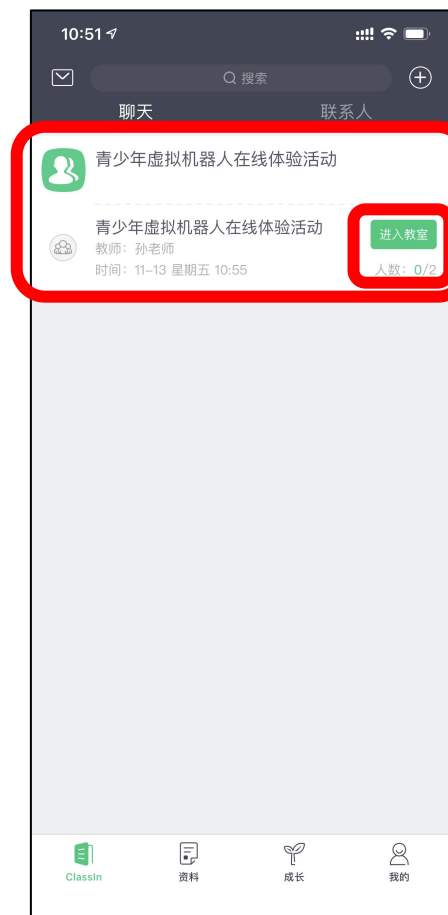 10:51
搜索
聊天 联系人
青少年虚拟机器人在线体验活动
青少年虚拟机器人在线体验活动
进入教室
教师：孙老师
时间：11-13 星期五 10:55 人数：0/2
ClassIn 资料 成长 我的